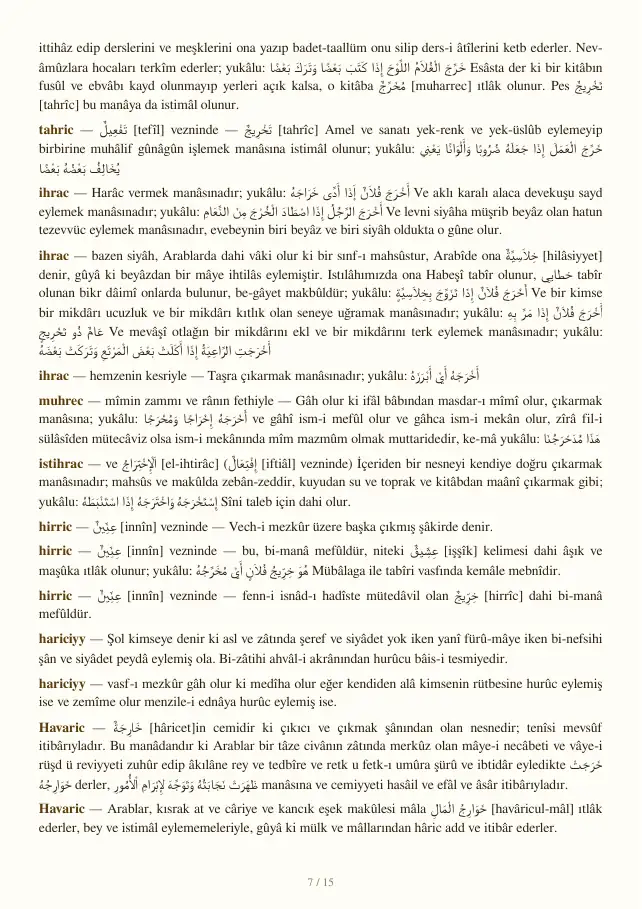 ittihâz edip derslerini ve meşklerini ona yazıp badet-taallüm onu silip ders-i âtîlerini ketb ederler. Nev-
âmûzlara hocaları terkîm ederler; yukâlu: خَرَّجَ الْغُلاَمُ اللَّوْحَ إِذَا كَتَبَ بَعْضًا وَتَرَكَ بَعْضًا Esâsta der ki bir kitâbın
fusûl ve ebvâbı kayd olunmayıp yerleri açık kalsa, o kitâba مُخَرَّجٌ [muharrec] ıtlâk olunur. Pes تَخْرِيجٌ
[tahrîc] bu manâya da istimâl olunur.
tahric — تَفْعِيلٌ [tefîl] vezninde — تَخْرِيجٌ [tahrîc] Amel ve sanatı yek-renk ve yek-üslûb eylemeyip
birbirine muhâlif gûnâgûn işlemek manâsına istimâl olunur; yukâlu: خَرَّجَ الْعَمَلَ إِذَا جَعَلَهُ ضُرُوبًا وَأَلْوَانًا يَعْنِي
يُخَالِفُ بَعْضُهُ بَعْضًا
ihrac — Harâc vermek manâsınadır; yukâlu: أَخْرَجَ فُلاَنٌ إِذَا أَدَّى خَرَاجَهُ Ve aklı karalı alaca devekuşu sayd
eylemek manâsınadır; yukâlu: أَخْرَجَ الرَّجُلُ إِذَا اصْطَادَ الْخُرْجَ مِنَ النَّعَامِ Ve levni siyâha müşrib beyâz olan hatun
tezevvüc eylemek manâsınadır, evebeynin biri beyâz ve biri siyâh oldukta o gûne olur.
ihrac — bazen siyâh, Arablarda dahi vâki olur ki bir sınf-ı mahsûstur, Arabîde ona خِلاَسِيَّةٌ [hilâsiyyet]
denir, gûyâ ki beyâzdan bir mâye ihtilâs eylemiştir. Istılâhımızda ona Habeşî tabîr olunur, خطايى tabîr
olunan bikr dâimî onlarda bulunur, be-gâyet makbûldür; yukâlu: أَخْرَجَ فُلاَنٌ إِذَا تَزَوَّجَ بِخِلاَسِيَّةٍ Ve bir kimse
bir mikdârı ucuzluk ve bir mikdârı kıtlık olan seneye uğramak manâsınadır; yukâlu: أَخْرَجَ فُلاَنٌ إِذَا مَرَّ بِهِ
عَامٌ ذُو تَخْرِيجٍ Ve mevâşî otlağın bir mikdârını ekl ve bir mikdârını terk eylemek manâsınadır; yukâlu:
أَخْرَجَتِ الرَّاعِيَةُ إِذَا أَكَلَتْ بَعْضَ الْمَرْتَعِ وَتَرَكَتْ بَعْضَهُ
ihrac — hemzenin kesriyle — Taşra çıkarmak manâsınadır; yukâlu: أَخْرَجَهُ أَيْ أَبْرَزَهُ
muhrec — mîmin zammı ve rânın fethiyle — Gâh olur ki ifâl bâbından masdar-ı mîmî olur, çıkarmak
manâsına; yukâlu: أَخْرَجَهُ إِخْرَاجًا وَمُخْرَجًا ve gâhî ism-i mefûl olur ve gâhca ism-i mekân olur, zîrâ fil-i
sülâsîden mütecâviz olsa ism-i mekânında mîm mazmûm olmak muttaridedir, ke-mâ yukâlu: هَذَا مُدَحْرَجُنَا
istihrac — ve اَلْإِخْتِرَاجُ [el-ihtirâc] (إِفْتِعَالٌ [iftiâl] vezninde) İçeriden bir nesneyi kendiye doğru çıkarmak
manâsınadır; mahsûs ve makûlda zebân-zeddir, kuyudan su ve toprak ve kitâbdan maânî çıkarmak gibi;
yukâlu: إِسْتَخْرَجَهُ وَاخْتَرَجَهُ إِذَا اسْتَنْبَطَهُ Sîni taleb için dahi olur.
hirric — عِنِّينٌ [innîn] vezninde — Vech-i mezkûr üzere başka çıkmış şâkirde denir.
hirric — عِنِّينٌ [innîn] vezninde — bu, bi-manâ mefûldür, niteki عِشِّيقٌ [işşîk] kelimesi dahi âşık ve
maşûka ıtlâk olunur; yukâlu: هُوَ خِرِّيجُ فُلاَنٍ أَيْ مُخَرَّجُهُ Mübâlaga ile tabîri vasfında kemâle mebnîdir.
hirric — عِنِّينٌ [innîn] vezninde — fenn-i isnâd-ı hadîste mütedâvil olan خِرِّيجٌ [hirrîc] dahi bi-manâ
mefûldür.
hariciyy — Şol kimseye denir ki asl ve zâtında şeref ve siyâdet yok iken yanî fürû-mâye iken bi-nefsihi
şân ve siyâdet peydâ eylemiş ola. Bi-zâtihi ahvâl-i akrânından hurûcu bâis-i tesmiyedir.
hariciyy — vasf-ı mezkûr gâh olur ki medîha olur eğer kendiden alâ kimsenin rütbesine hurûc eylemiş
ise ve zemîme olur menzile-i ednâya hurûc eylemiş ise.
Havaric — خَارِجَةٌ [hâricet]in cemidir ki çıkıcı ve çıkmak şânından olan nesnedir; tenîsi mevsûf
itibârıyladır. Bu manâdandır ki Arablar bir tâze civânın zâtında merkûz olan mâye-i necâbeti ve vâye-i
rüşd ü reviyyeti zuhûr edip âkılâne rey ve tedbîre ve retk u fetk-ı umûra şürû ve ibtidâr eyledikte خَرَجَتْ
خَوَارِجُهُ derler, ظَهَرَتْ نَجَابَتُهُ وَتَوَجَّهَ لِإِبْرَامِ الْأُمُورِ manâsına ve cemiyyeti hasâil ve efâl ve âsâr itibârıyladır.
Havaric — Arablar, kısrak at ve câriye ve kancık eşek makûlesi mâla خَوَارِجُ الْمَالِ [havâricul-mâl] ıtlâk
ederler, bey ve istimâl eylememeleriyle, gûyâ ki mülk ve mâllarından hâric add ve itibâr ederler.
7 / 15